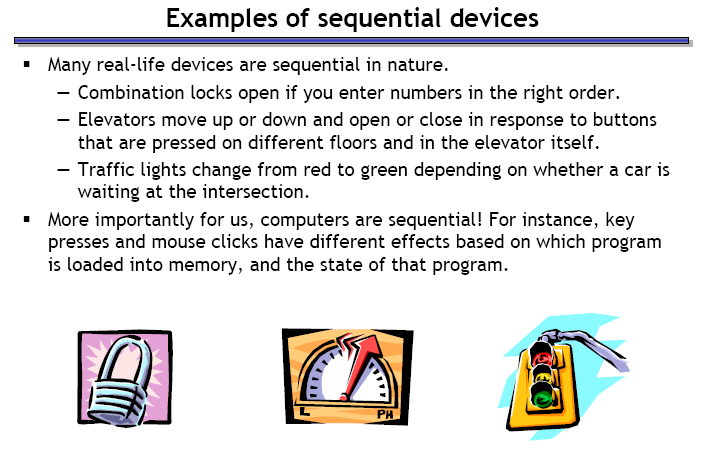 Examples of sequential devices
▪ Many real-life devices are sequential in nature.
— Combination locks open if you enter numbers in the right order.
— Elevators move up or down and open or close in response to buttons
that are pressed on different floors and in the elevator itself.
— Traffic lights change from red to green depending on whether a car is
waiting at the intersection.
▪ More importantly for us, computers are sequential! For instance, key
presses and mouse clicks have different effects based on which program
is loaded into memory, and the state of that program.
L PH